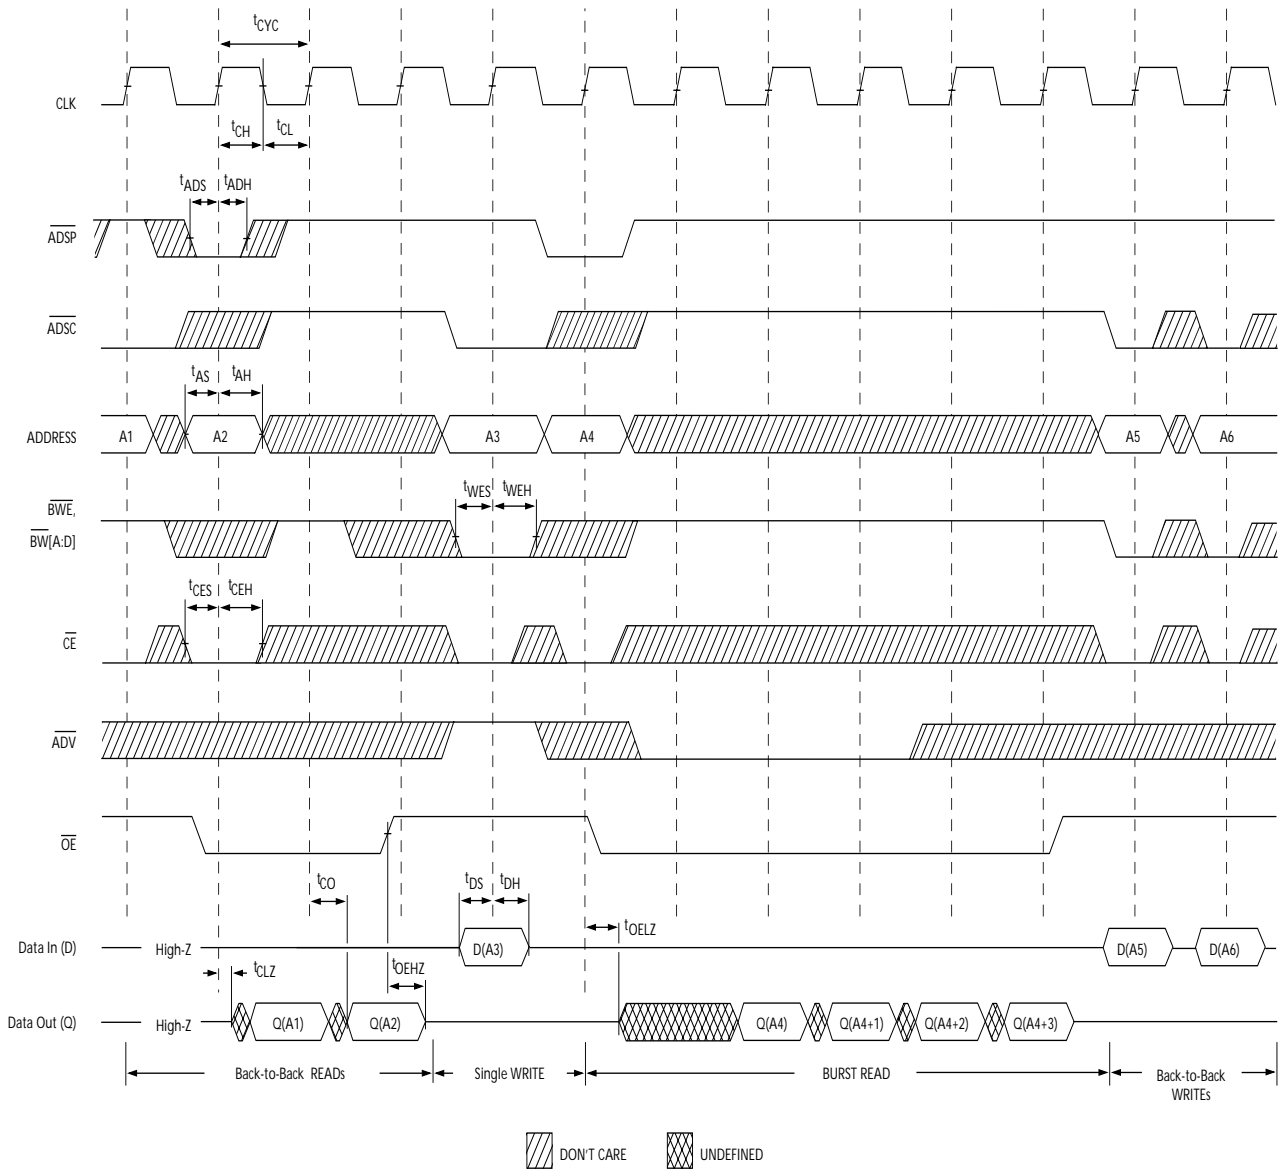 tCYC
CLK
tCH tCL
tADS tADH
ADSP
ADSC
tAS tAH
ADDRESS A1 A2 A3 A4 A5 A6
tWES tWEH
BWE,
BW[A:D]
tCES tCEH
CE
ADV
OE
tCO tDS tDH
tOELZ
Data In (D) High-Z D(A3) D(A5) D(A6)
tCLZ tOEHZ
Data Out (Q) High-Z Q(A1) Q(A2) Q(A4) Q(A4+1) Q(A4+2) Q(A4+3)
Back-to-Back READs Single WRITE BURST READ Back-to-Back
WRITEs
DON'T CARE UNDEFINED